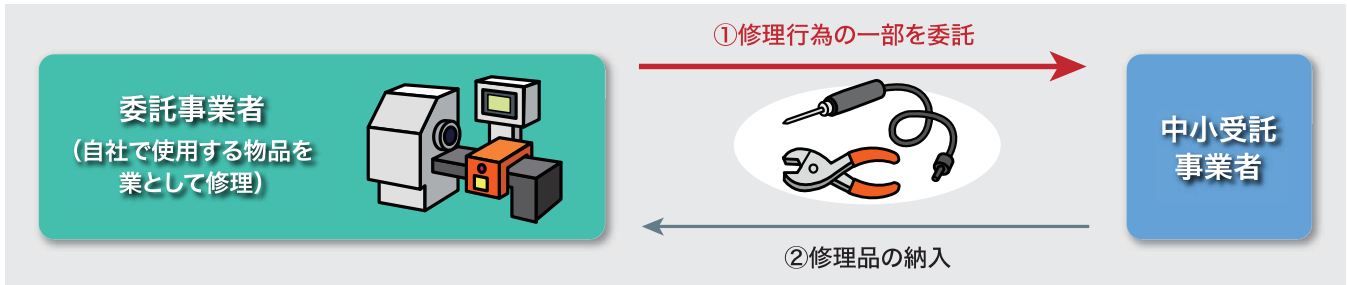 ①修理行為の一部を委託
委託事業者
（自社で使用する物品を
業として修理）
中小受託
事業者
②修理品の納入